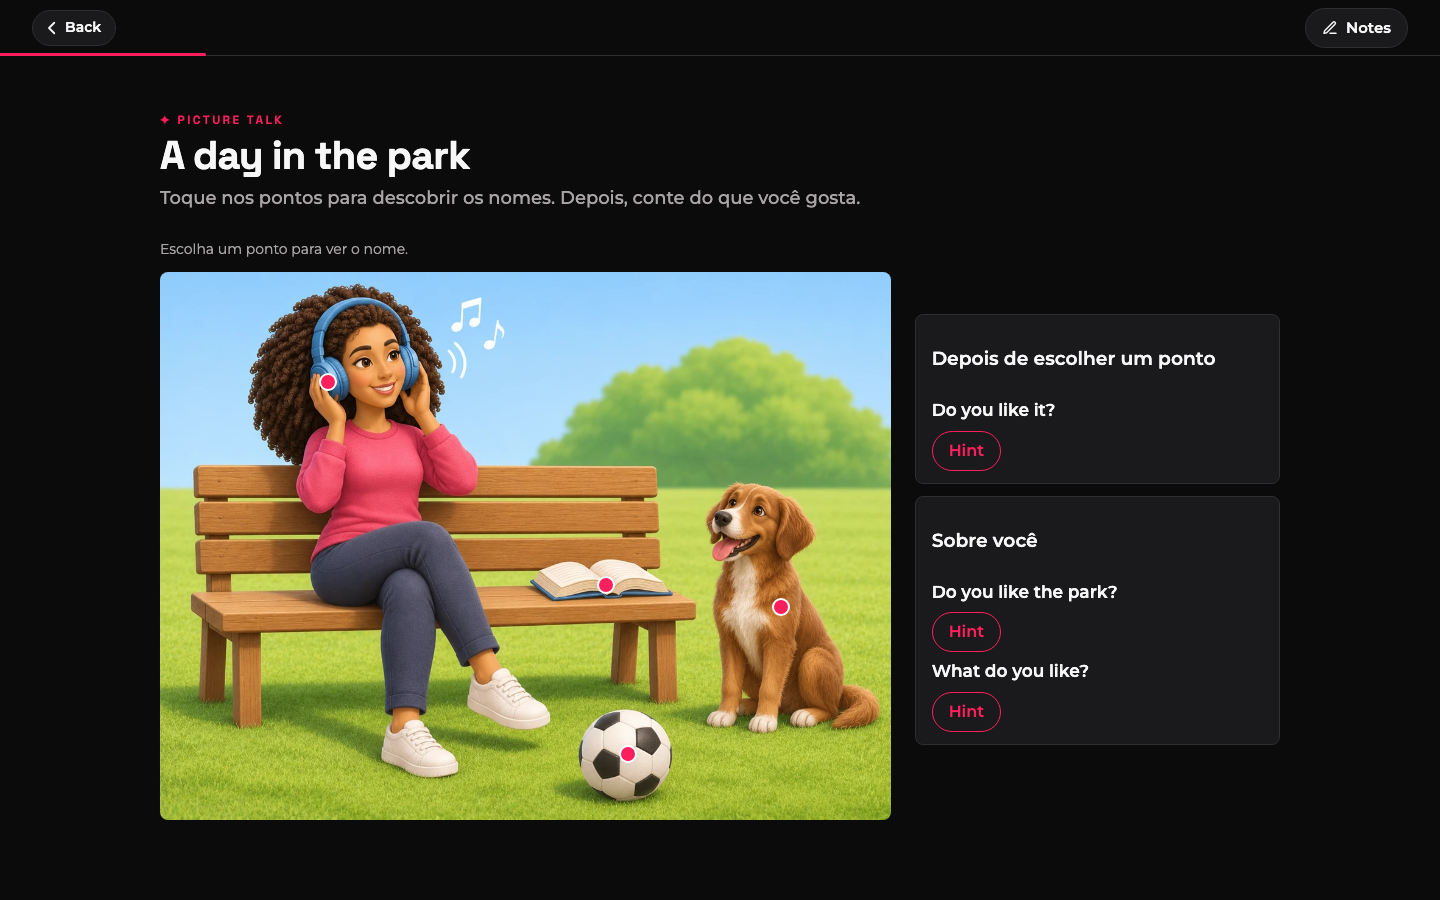 Back
Notes
PICTURE TALK
A day in the park
Toque nos pontos para descobrir os nomes. Depois, conte do que você gosta.
Escolha um ponto para ver o nome.
Depois de escolher um ponto
Do you like it?
Hint
Sobre você
Do you like the park?
Hint
What do you like?
Hint